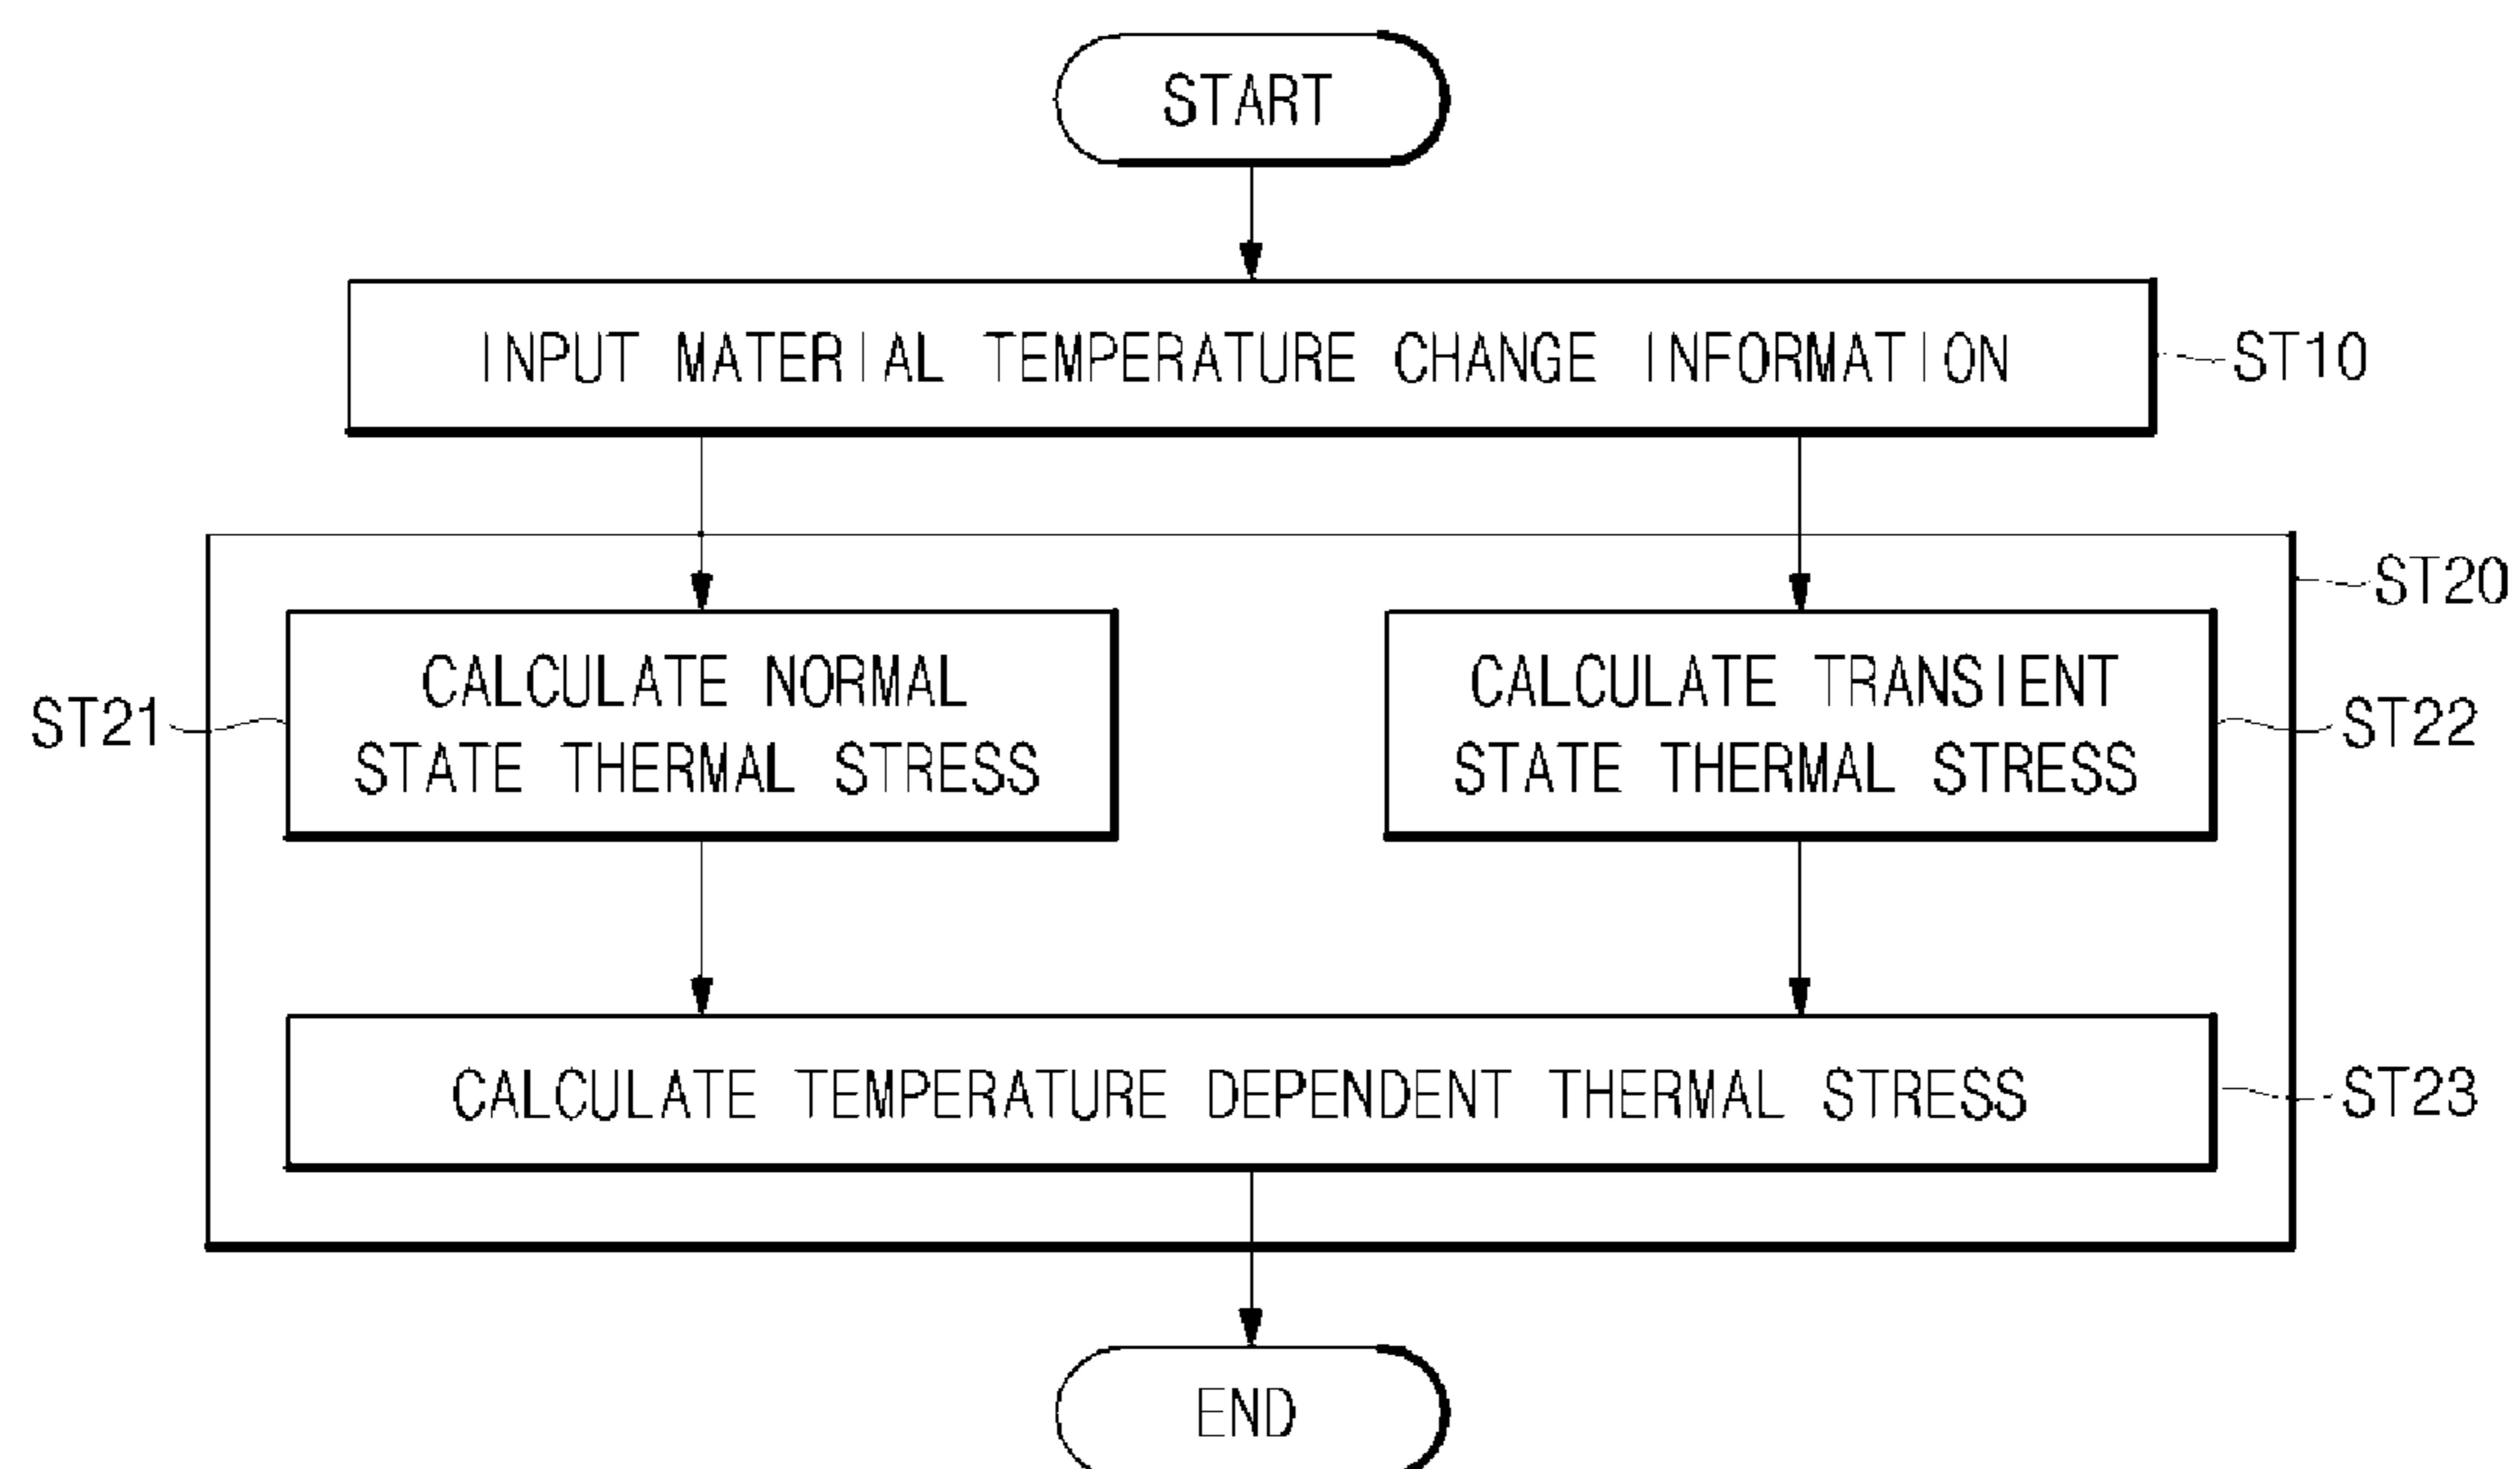 START
INPUT MATERIAL TEMPERATURE CHANGE INFORMATION
ST10
ST20
CALCULATE NORMAL
STATE THERMAL STRESS
ST21
CALCULATE TRANSIENT
STATE THERMAL STRESS
ST22
CALCULATE TEMPERATURE DEPENDENT THERMAL STRESS
ST23
END